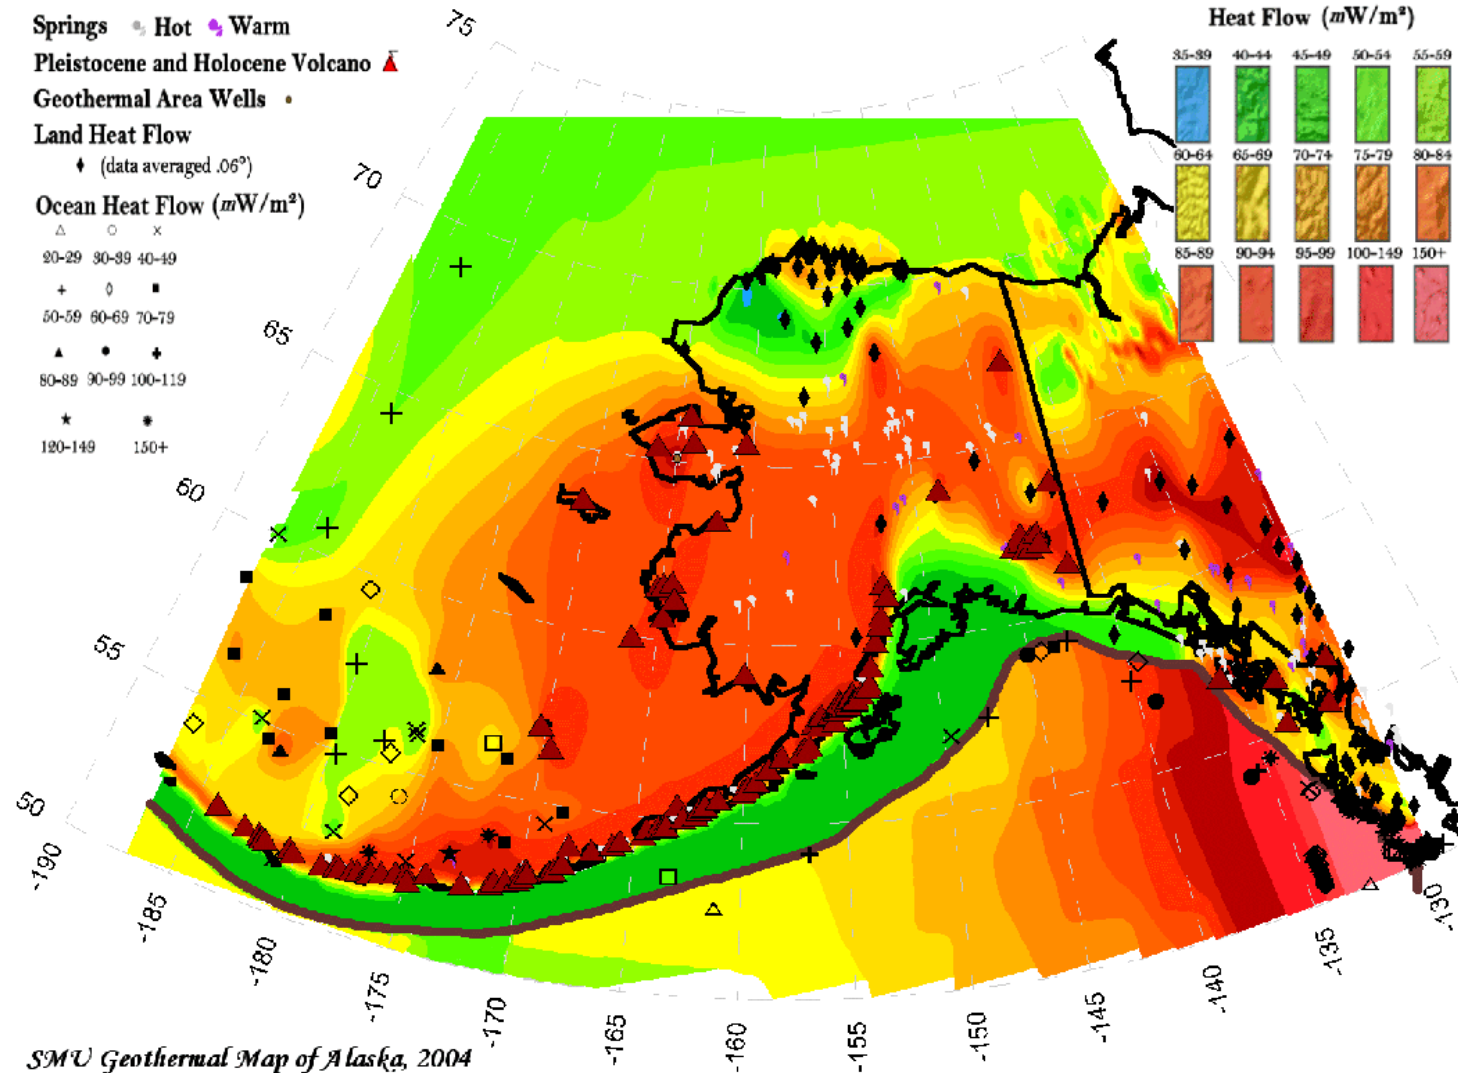 Springs Hot Warm
Pleistocene and Holocene Volcano
Geothermal Area Wells
Land Heat Flow
(data averaged .06°)
Ocean Heat Flow (mW/m²)
20-29 30-39 40-49
50-59 60-69 70-79
80-89 90-99 100-119
120-149 150+
Heat Flow (mW/m²)
35-39 40-44 45-49 50-54 55-59
60-64 65-69 70-74 75-79 80-84
85-89 90-94 95-99 100-149 150+
75
70
65
60
55
50
-190
-185
-180
-175
-170
-165
-160
-155
-150
-145
-140
-135
-130
SMU Geothermal Map of Alaska, 2004